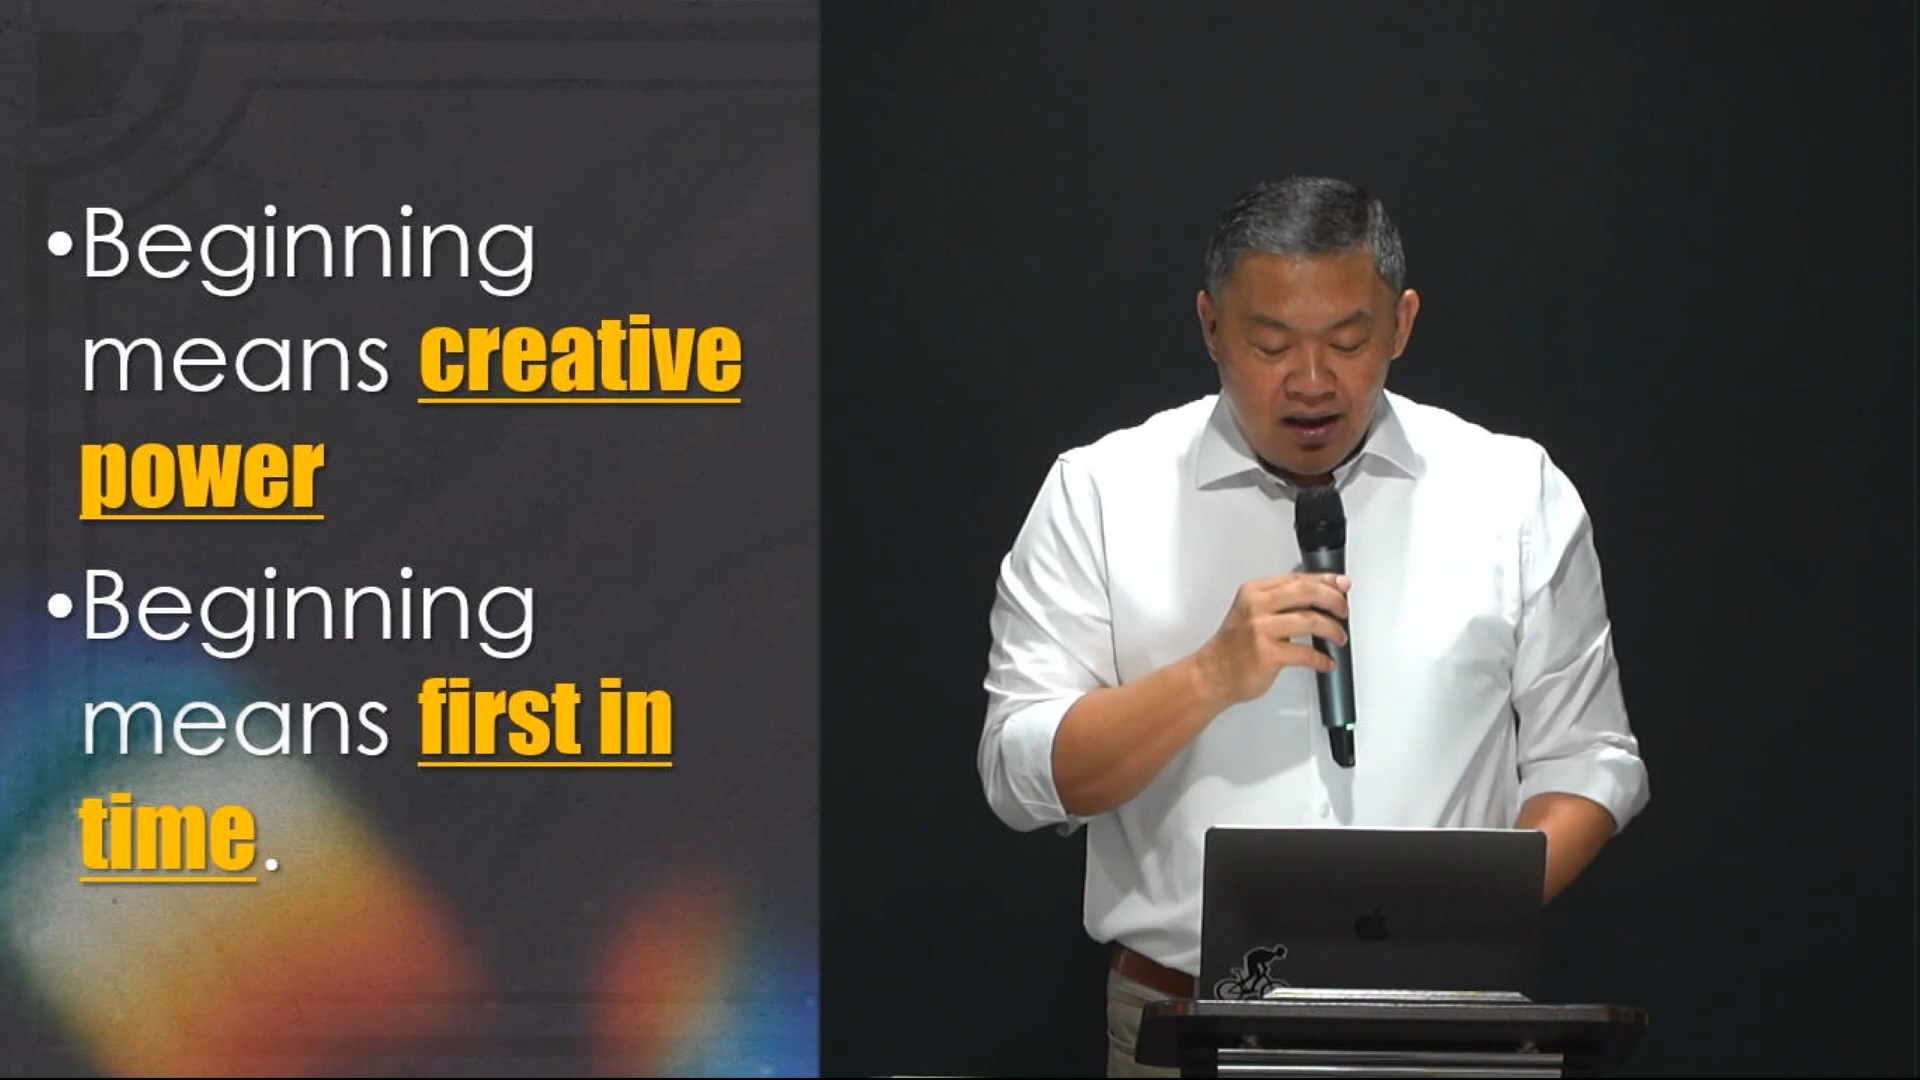 •Beginning
means creative
power
•Beginning
means first in
time.